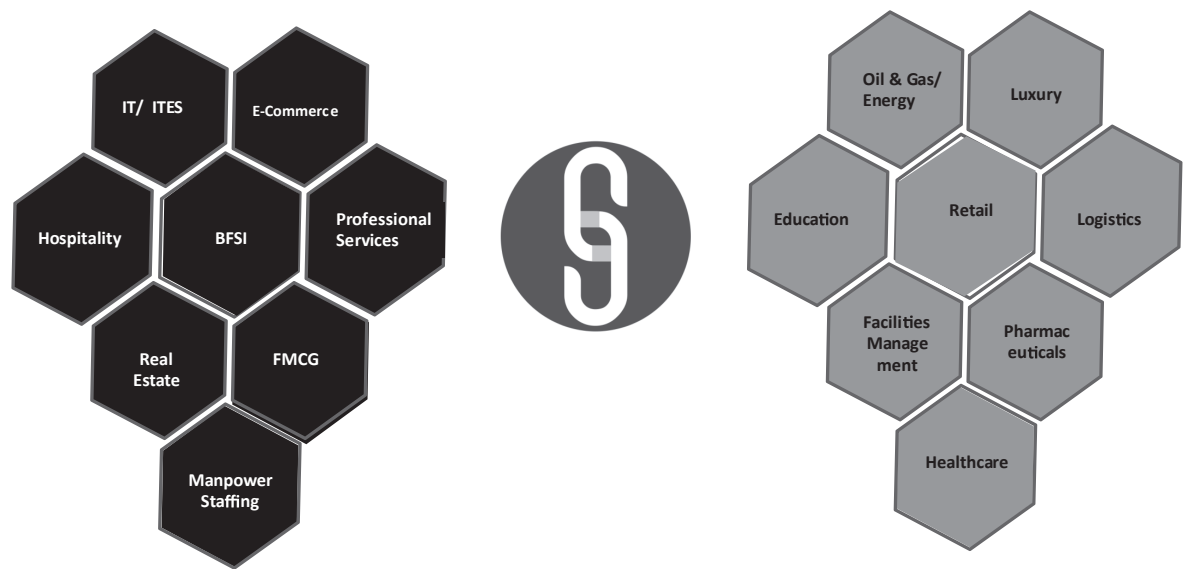 IT/ ITES
E-Commerce
Hospitality
BFSI
Professional
Services
Real
Estate
FMCG
Manpower
Staffing
Oil & Gas/
Energy
Luxury
Education
Retail
Logistics
Facilities
Manage
ment
Pharmac
euticals
Healthcare